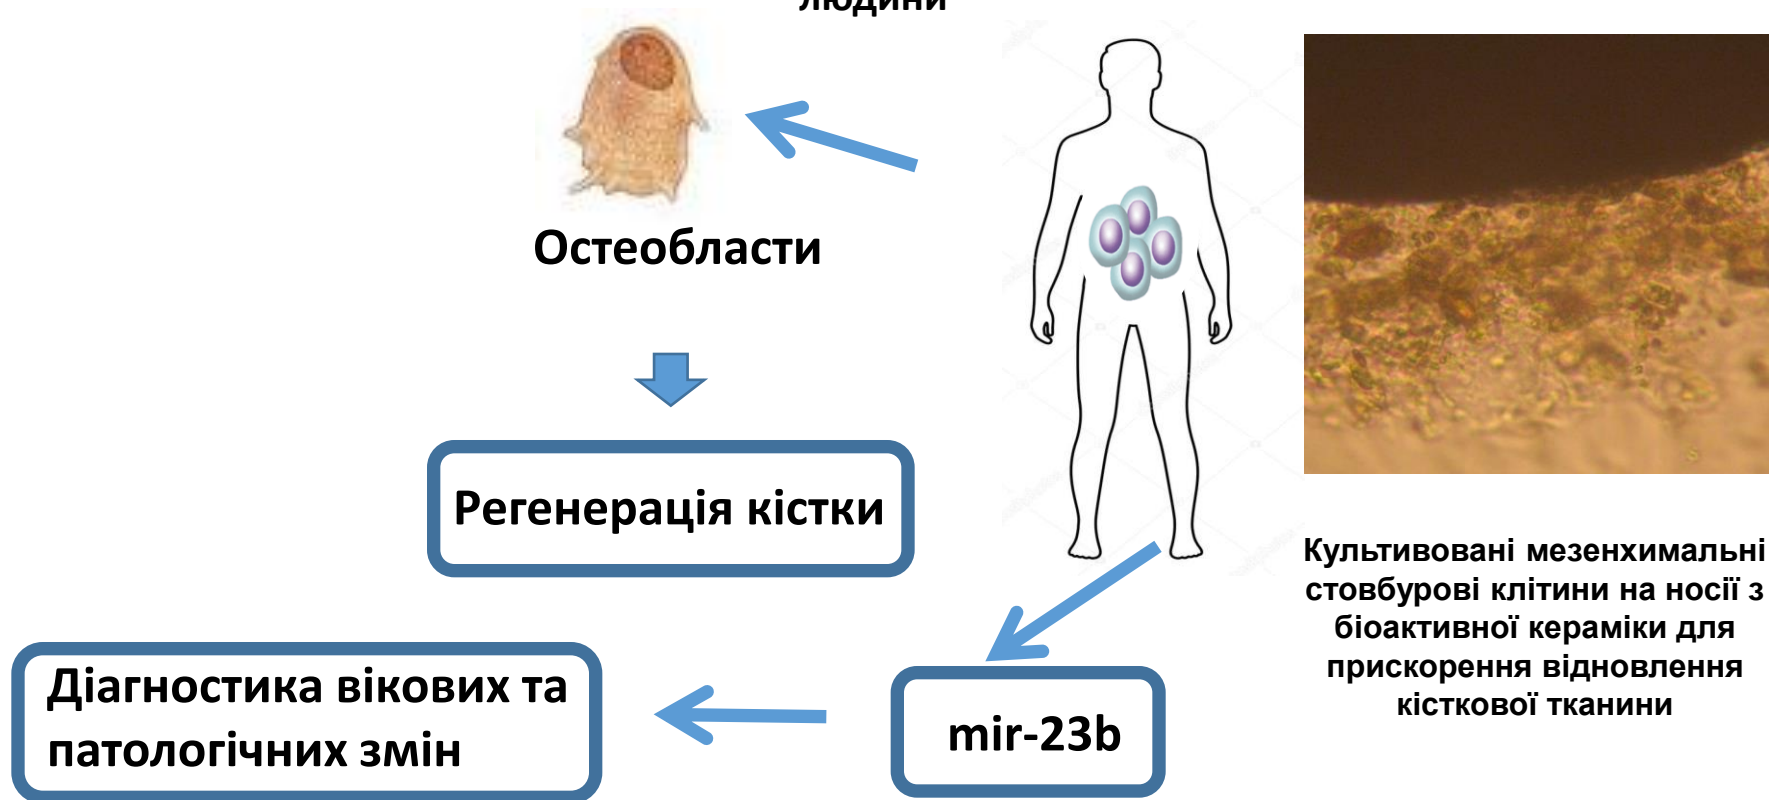 людини
Остеобласти
Регенерація кістки
Культивовані мезенхимальні
стовбурові клітини на носії з
біоактивної кераміки для
прискорення відновлення
кісткової тканини
Діагностика вікових та
патологічних змін
mir-23b